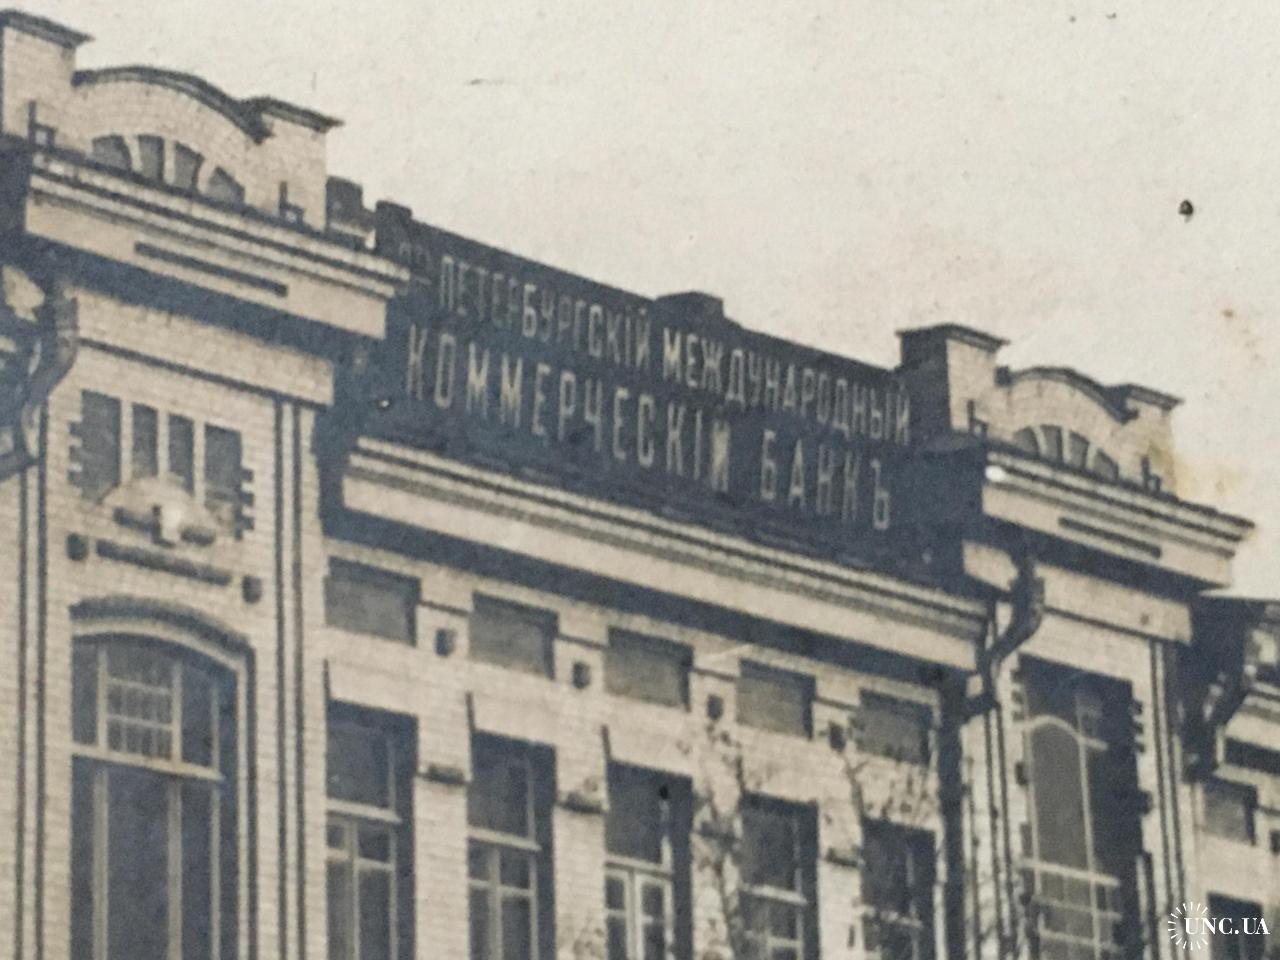 ПЕТЕРБУРГСКІЙ МЕЖДУНАРОДНЫЙ
КОММЕРЧЕСКІЙ БАНКЪ
UNC.UA